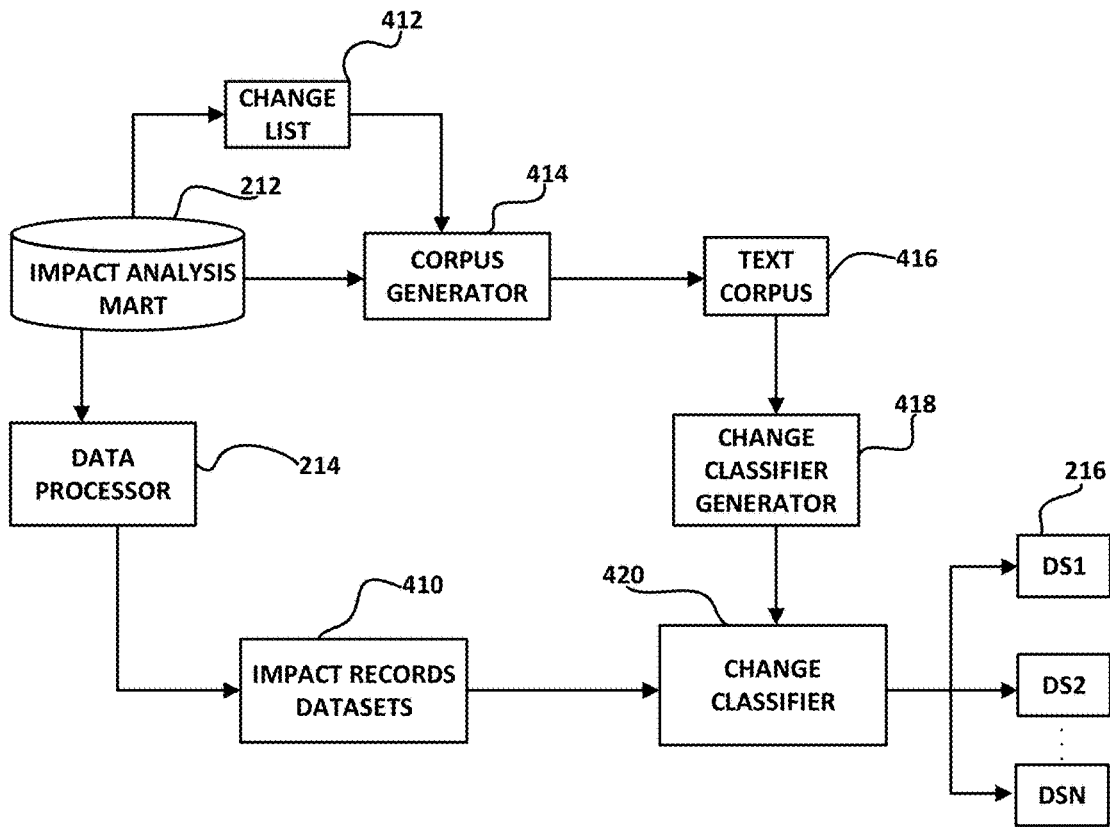 412
CHANGE
LIST
212
414
IMPACT ANALYSIS
MART
CORPUS
GENERATOR
TEXT
CORPUS
416
DATA
PROCESSOR
214
418
CHANGE
CLASSIFIER
GENERATOR
216
DS1
410
420
IMPACT RECORDS
DATASETS
CHANGE
CLASSIFIER
DS2
DSN